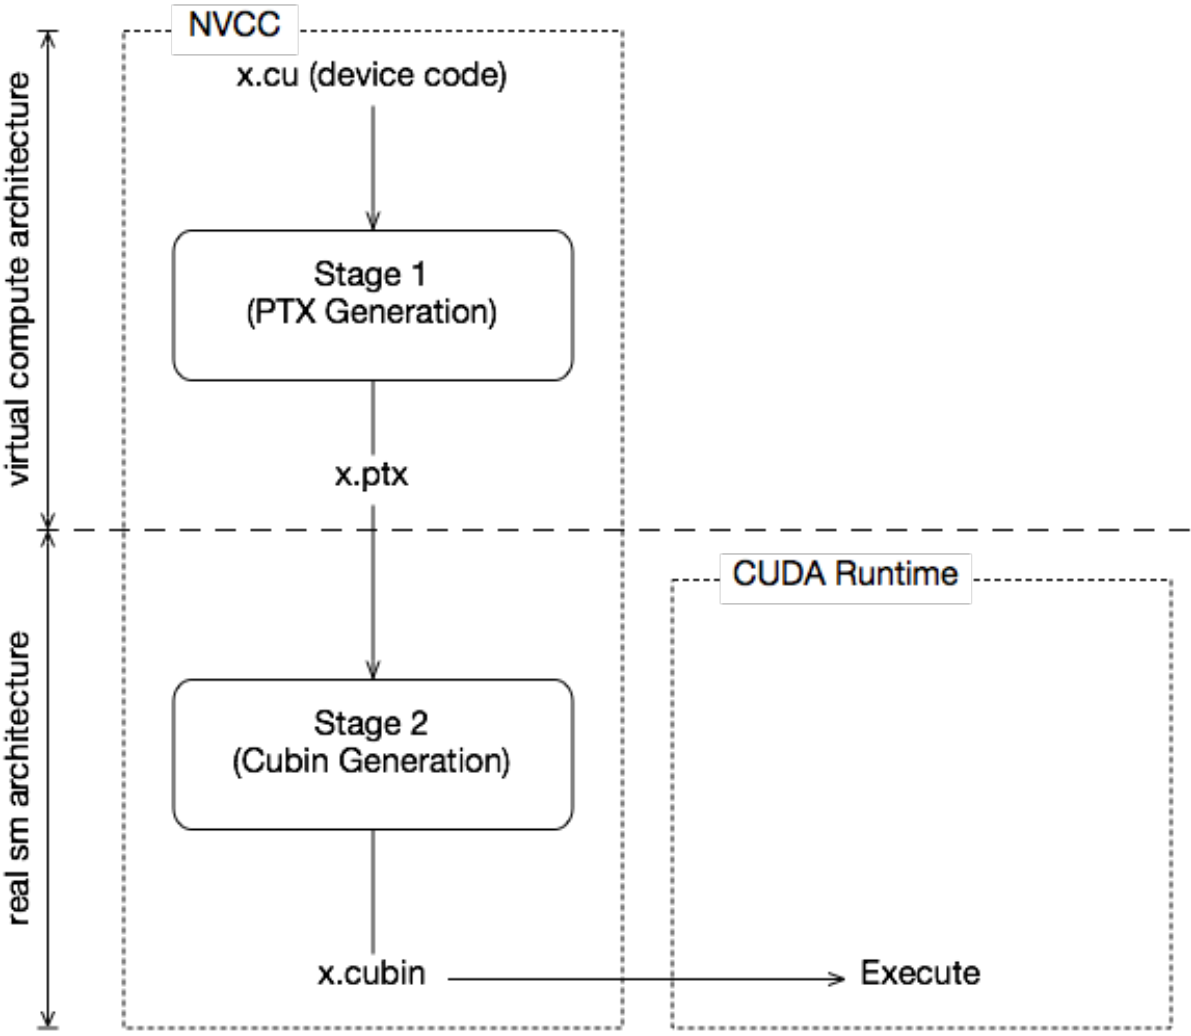 NVCC
x.cu (device code)
virtual compute architecture
Stage 1
(PTX Generation)
x.ptx
CUDA Runtime
real sm architecture
Stage 2
(Cubin Generation)
x.cubin
Execute